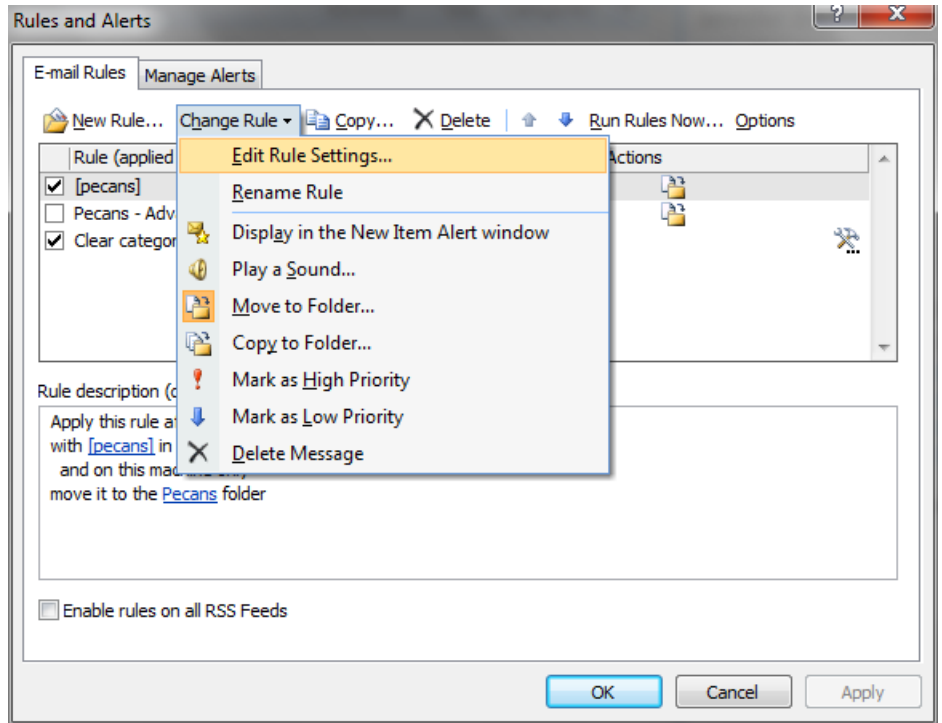 Rules and Alerts
E-mail Rules Manage Alerts
New Rule... Change Rule Copy... Delete Run Rules Now... Options
Rule (applied Actions
[pecans]
Pecans - Adv
Clear categor
Edit Rule Settings...
Rename Rule
Display in the New Item Alert window
Play a Sound...
Move to Folder...
Copy to Folder...
Mark as High Priority
Mark as Low Priority
Delete Message
Rule description (c
Apply this rule a
with [pecans] in
and on this machine only
move it to the Pecans folder
Enable rules on all RSS Feeds
OK Cancel Apply